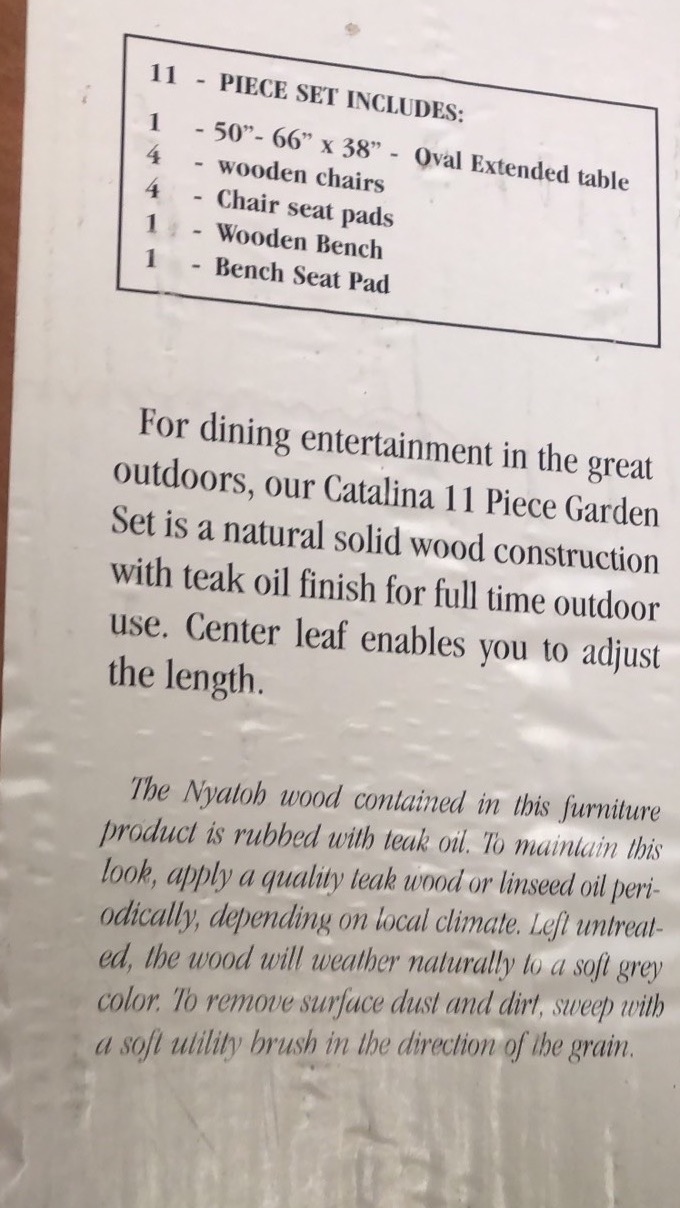 11 - PIECE SET INCLUDES:
1 - 50”- 66” x 38” - Oval Extended table
4 - wooden chairs
4 - Chair seat pads
1 - Wooden Bench
1 - Bench Seat Pad
For dining entertainment in the great
outdoors, our Catalina 11 Piece Garden
Set is a natural solid wood construction
with teak oil finish for full time outdoor
use. Center leaf enables you to adjust
the length.
The Nyatoh wood contained in this furniture
product is rubbed with teak oil. To maintain this
look, apply a quality teak wood or linseed oil peri-
odically, depending on local climate. Left untreat-
ed, the wood will weather naturally to a soft grey
color. To remove surface dust and dirt, sweep with
a soft utility brush in the direction of the grain.